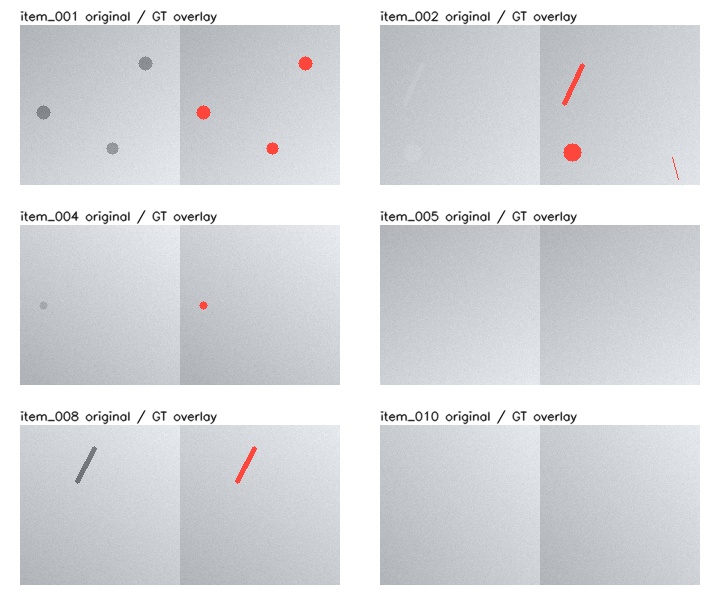 item_001 original / GT overlay
item_002 original / GT overlay
item_004 original / GT overlay
item_005 original / GT overlay
item_008 original / GT overlay
item_010 original / GT overlay